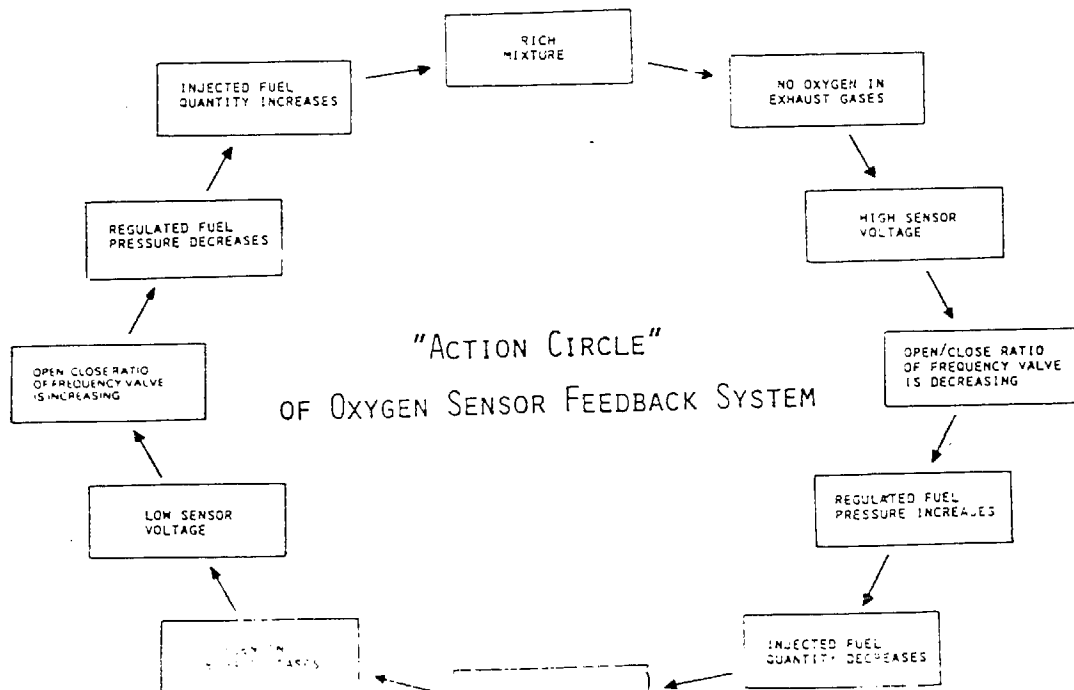 RICH
MIXTURE
NO OXYGEN IN
EXHAUST GASES
HIGH SENSOR
VOLTAGE
OPEN/CLOSE RATIO
OF FREQUENCY VALVE
IS DECREASING
REGULATED FUEL
PRESSURE INCREASES
INJECTED FUEL
QUANTITY DECREASES
LOW SENSOR
VOLTAGE
OPEN CLOSE RATIO
OF FREQUENCY VALVE
IS INCREASING
REGULATED FUEL
PRESSURE DECREASES
INJECTED FUEL
QUANTITY INCREASES
"ACTION CIRCLE"
OF OXYGEN SENSOR FEEDBACK SYSTEM